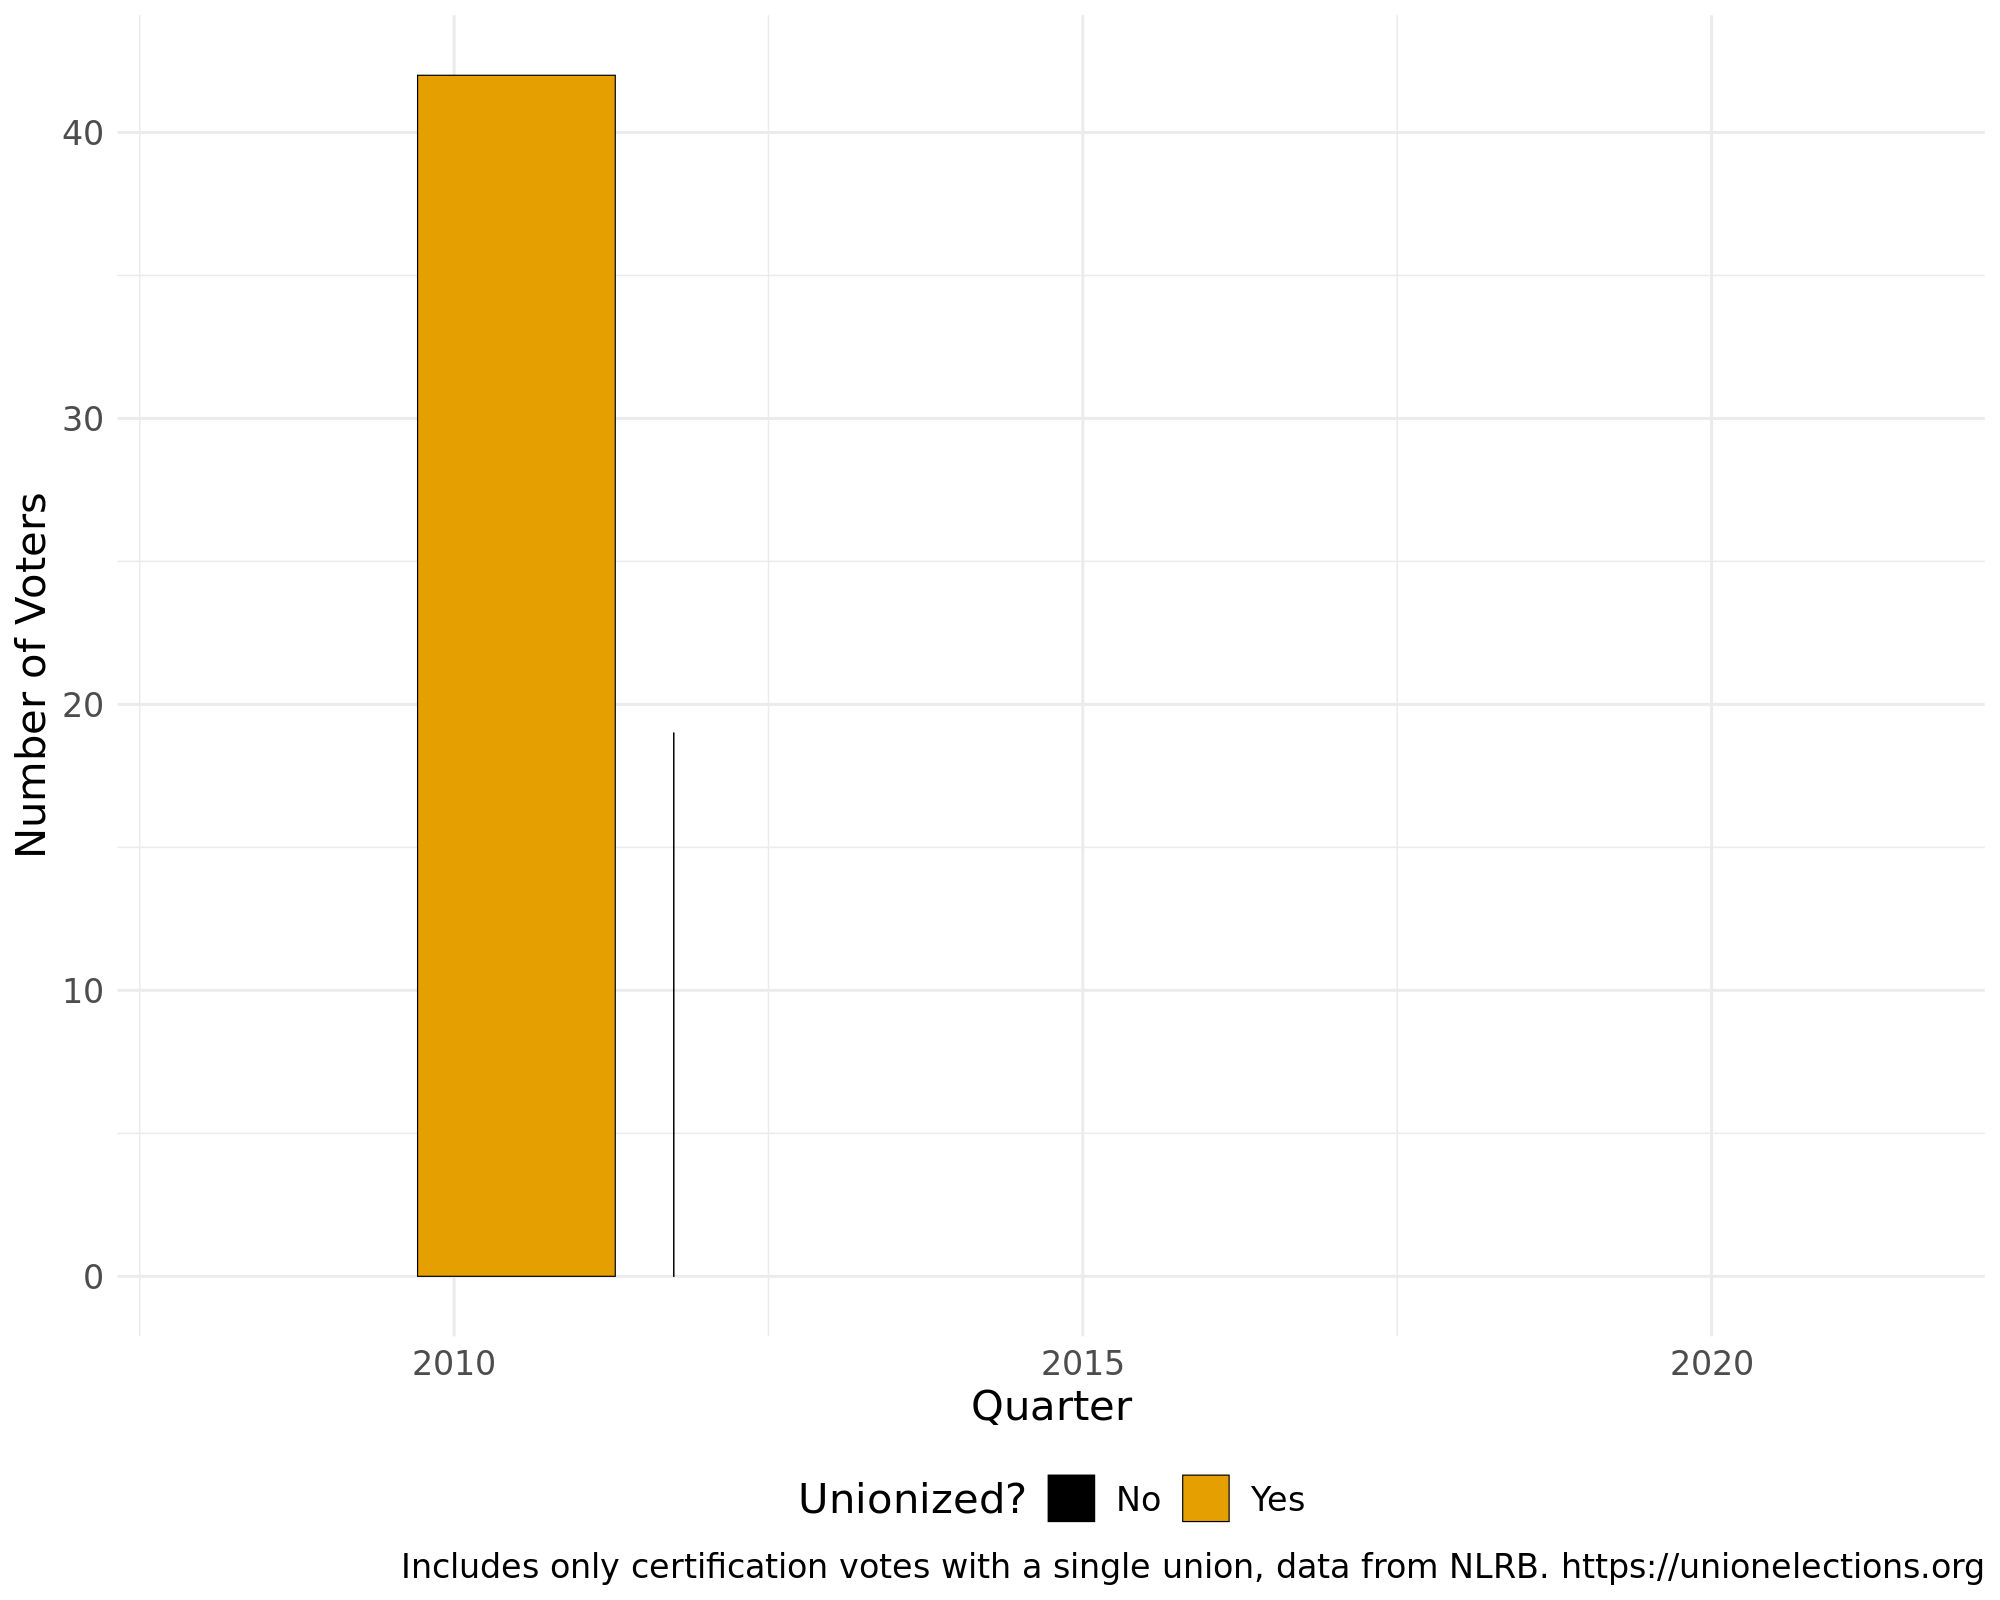 Number of Voters
40
30
20
10
0
2010 2015 2020
Quarter
Unionized? No Yes
Includes only certification votes with a single union, data from NLRB. https://unionelections.org